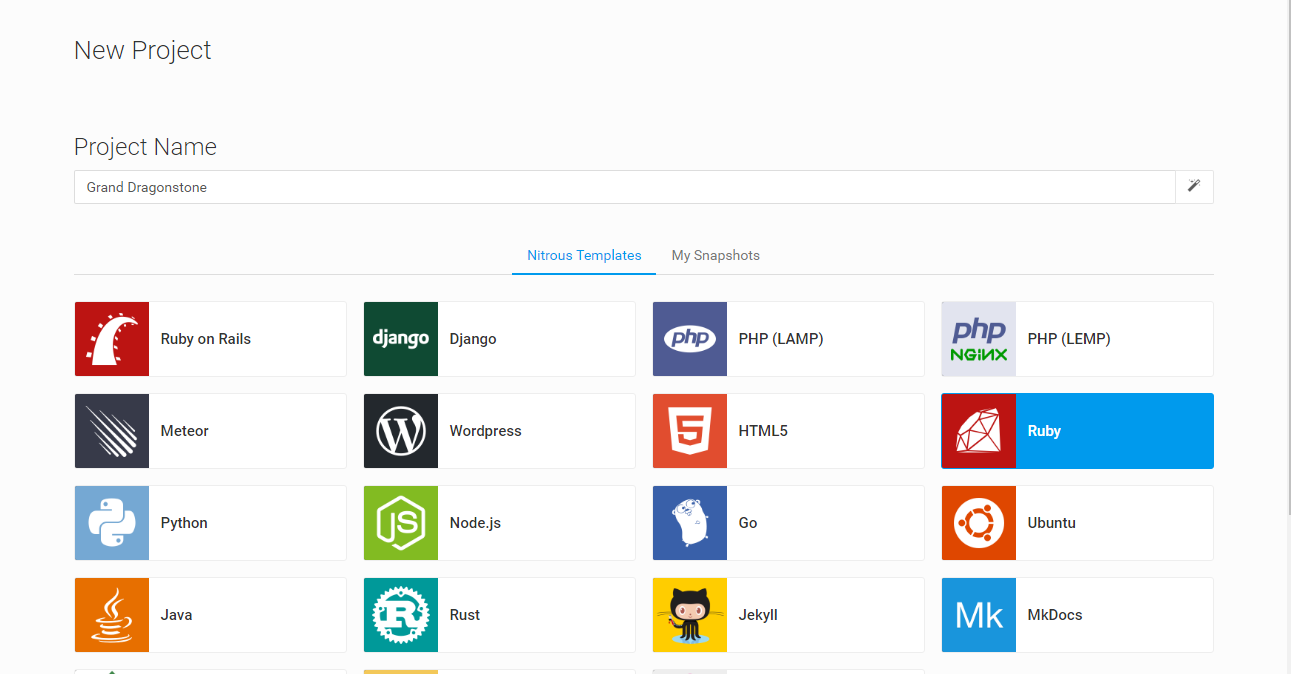 New Project
Project Name
Grand Dragonstone
Nitrous Templates My Snapshots
django
php
php
NGiNX
Ruby on Rails Django PHP (LAMP) PHP (LEMP)
5
Meteor Wordpress HTML5 Ruby
JS
Python Node.js Go Ubuntu
R
Mk
Java Rust Jekyll MkDocs